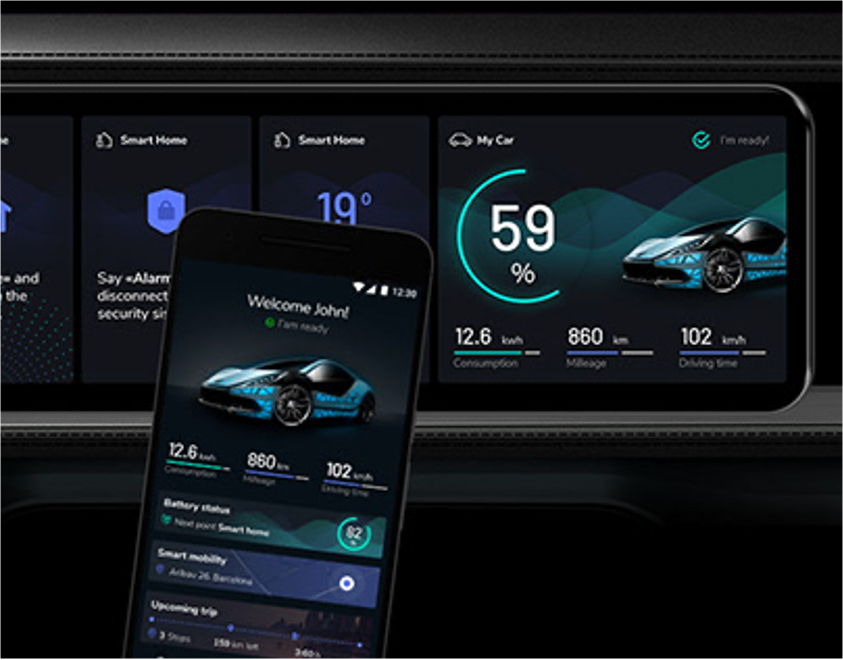 e
Smart Home
Smart Home
My Car
I'm ready!
19°
59
%
e» and
the
Say «Alarm
disconnect
security si
12.6 kwh
860 km
102 km/h
Consumption
Milleage
Driving time
12:30
Welcome John!
I'am ready
12.6 kwh
860 km
102 km/h
Consumption
Milleage
Driving time
Battery status
Next point Smart home
82
%
Smart mobility
Aribau 26. Barcelona
Upcoming trip
3 Stops
159 km left
3:60 h